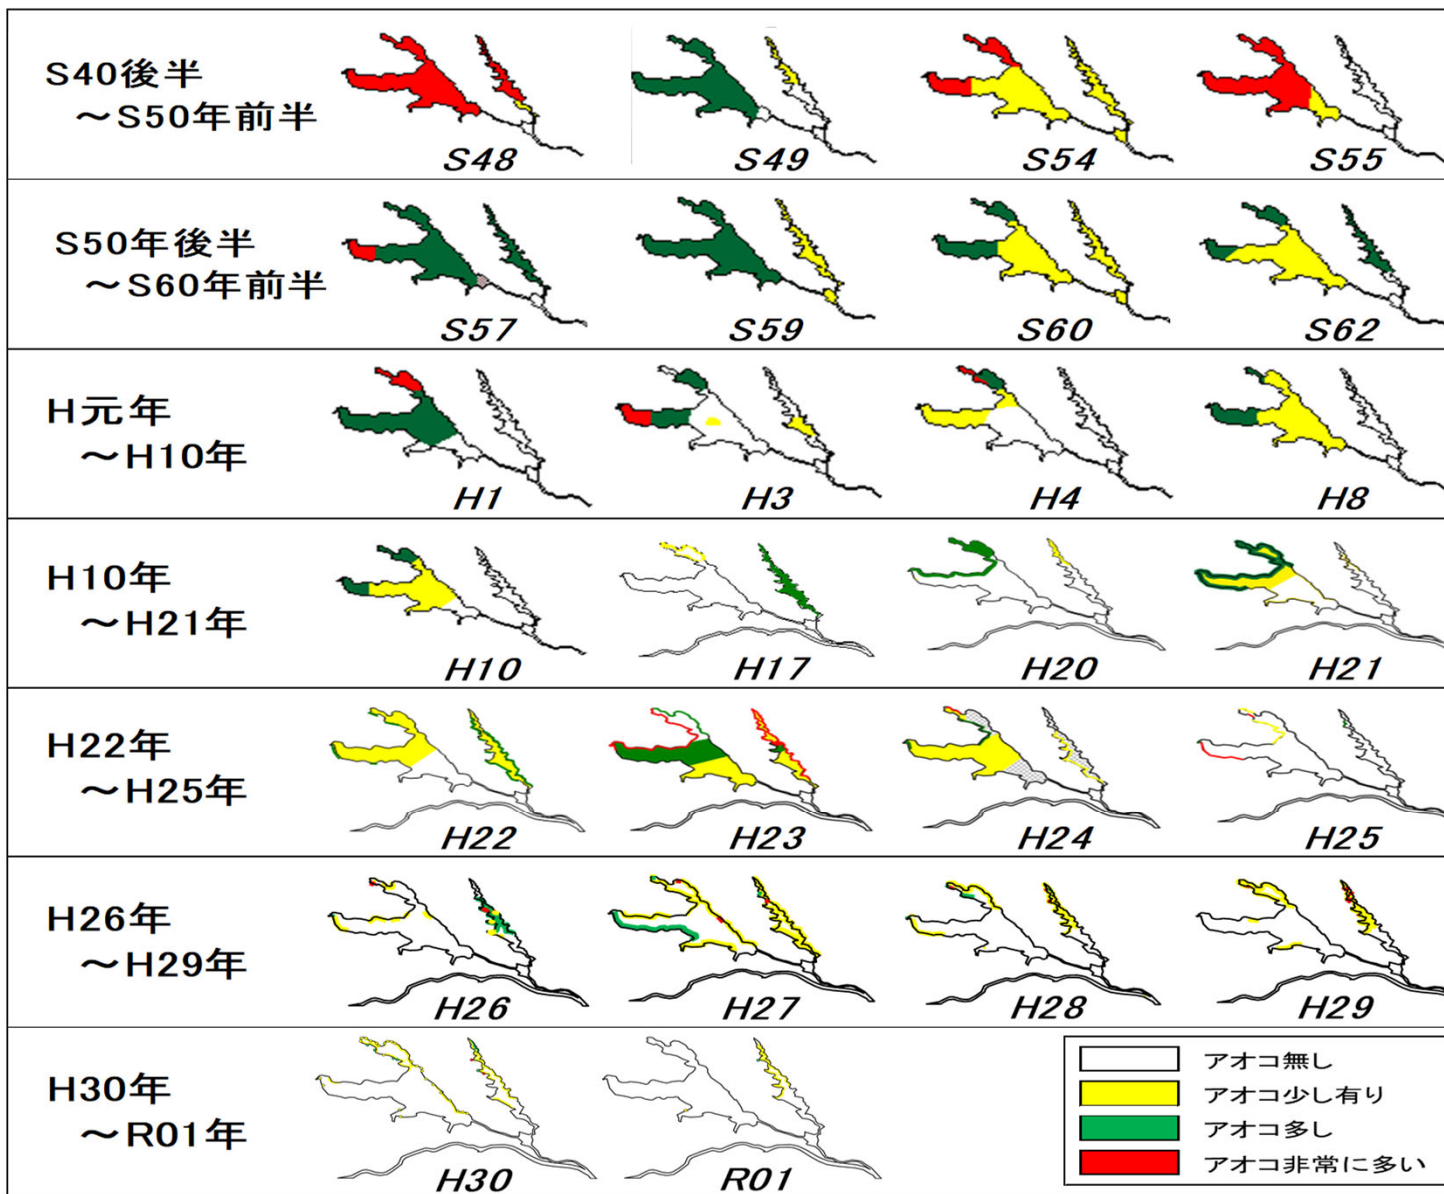 S40後半
～S50年前半
S48
S49
S54
S55
S50年後半
～S60年前半
S57
S59
S60
S62
H元年
～H10年
H1
H3
H4
H8
H10年
～H21年
H10
H17
H20
H21
H22年
～H25年
H22
H23
H24
H25
H26年
～H29年
H26
H27
H28
H29
H30年
～R01年
H30
R01
アオコ無し
アオコ少し有り
アオコ多し
アオコ非常に多い